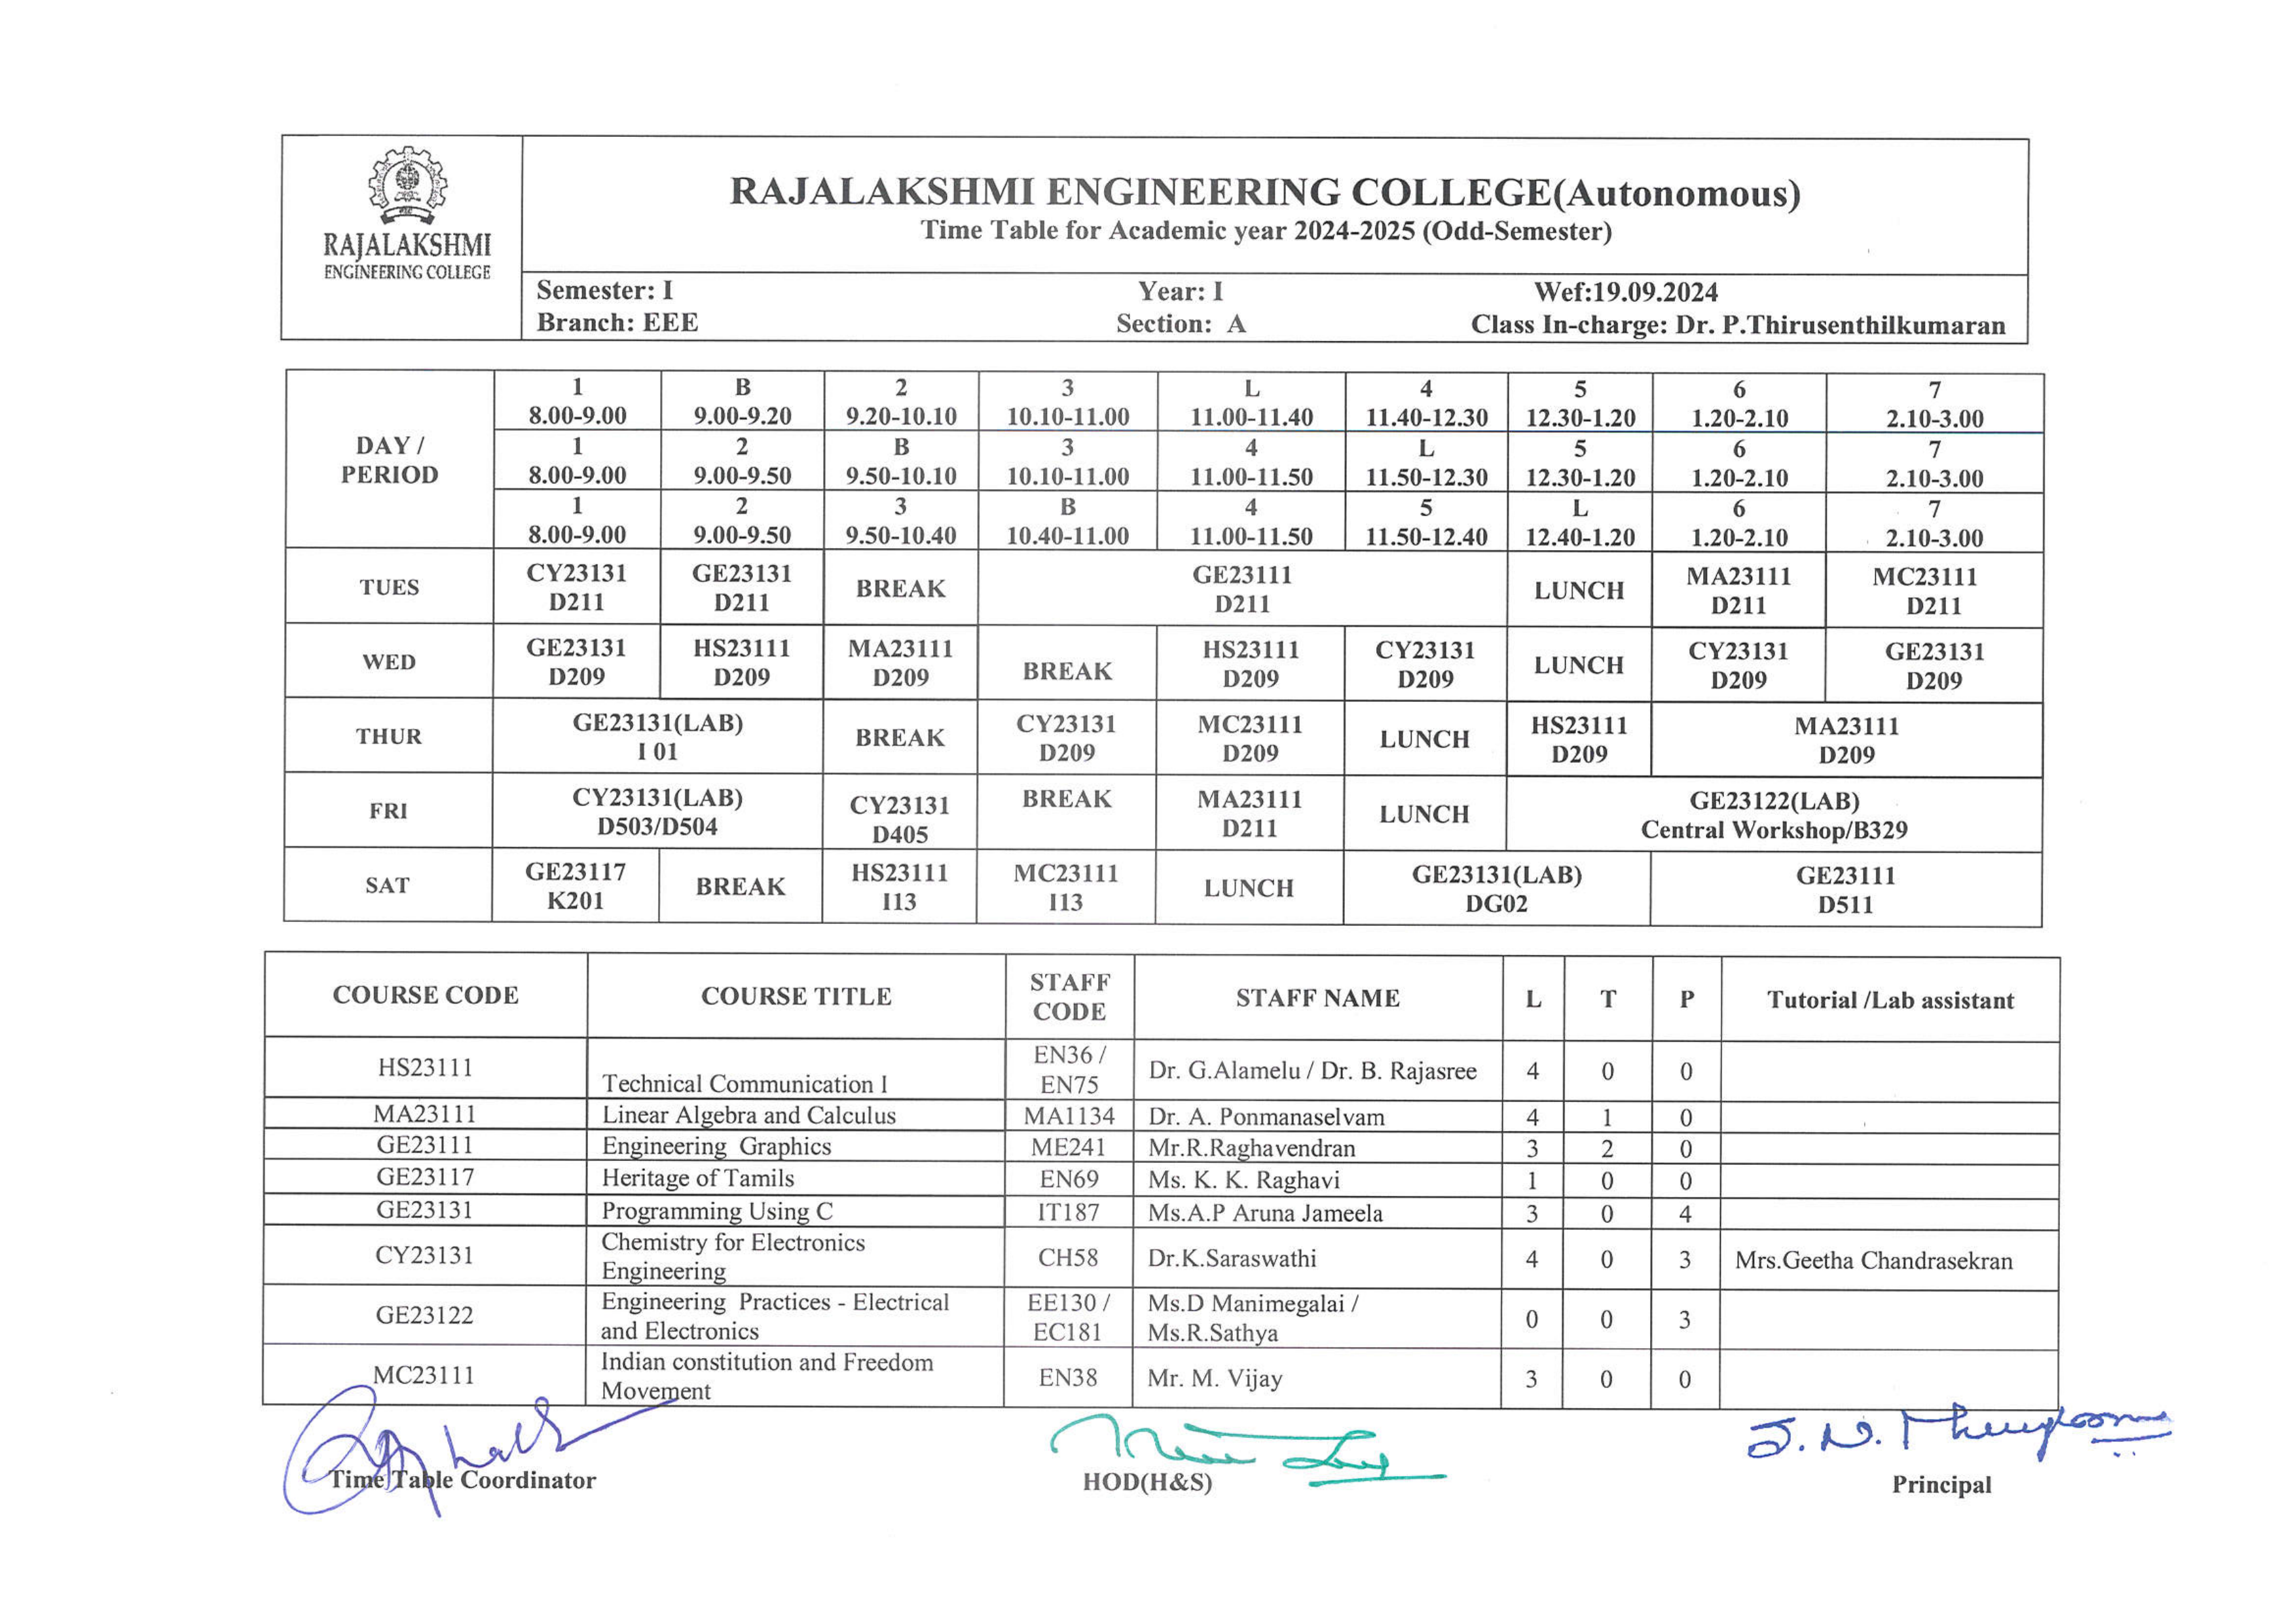 RAJALAKSHMI
ENGINEERING COLLEGE
RAJALAKSHMI ENGINEERING COLLEGE(Autonomous)
Time Table for Academic year 2024-2025 (Odd-Semester)
Semester: I Year: I Wef:19.09.2024
Branch: EEE Section: A Class In-charge: Dr. P.Thirusenthilkumaran
DAY / PERIOD
1 B 2 3 L 4 5 6 7
8.00-9.00 9.00-9.20 9.20-10.10 10.10-11.00 11.00-11.40 11.40-12.30 12.30-1.20 1.20-2.10 2.10-3.00
1 2 B 3 4 L 5 6 7
8.00-9.00 9.00-9.50 9.50-10.10 10.10-11.00 11.00-11.50 11.50-12.30 12.30-1.20 1.20-2.10 2.10-3.00
1 2 3 B 4 5 L 6 7
8.00-9.00 9.00-9.50 9.50-10.40 10.40-11.00 11.00-11.50 11.50-12.40 12.40-1.20 1.20-2.10 2.10-3.00
TUES CY23131 GE23131 BREAK GE23111 LUNCH MA23111 MC23111
D211 D211 D211 D211 D211
WED GE23131 HS23111 MA23111 BREAK HS23111 CY23131 LUNCH CY23131 GE23131
D209 D209 D209 D209 D209 D209 D209
THUR GE23131(LAB) BREAK CY23131 MC23111 LUNCH HS23111 MA23111
I 01 D209 D209 D209 D209
FRI CY23131(LAB) CY23131 BREAK MA23111 LUNCH GE23122(LAB)
D503/D504 D405 D211 Central Workshop/B329
SAT GE23117 BREAK HS23111 MC23111 LUNCH GE23131(LAB) GE23111
K201 I13 I13 DG02 D511
COURSE CODE COURSE TITLE STAFF CODE STAFF NAME L T P Tutorial /Lab assistant
HS23111 Technical Communication I EN36 / EN75 Dr. G.Alamelu / Dr. B. Rajasree 4 0 0
MA23111 Linear Algebra and Calculus MA1134 Dr. A. Ponmanaselvam 4 1 0
GE23111 Engineering Graphics ME241 Mr.R.Raghavendran 3 2 0
GE23117 Heritage of Tamils EN69 Ms. K. K. Raghavi 1 0 0
GE23131 Programming Using C IT187 Ms.A.P Aruna Jameela 3 0 4
CY23131 Chemistry for Electronics Engineering CH58 Dr.K.Saraswathi 4 0 3 Mrs.Geetha Chandrasekran
GE23122 Engineering Practices - Electrical and Electronics EE130 / EC181 Ms.D Manimegalai / Ms.R.Sathya 0 0 3
MC23111 Indian constitution and Freedom Movement EN38 Mr. M. Vijay 3 0 0
Time Table Coordinator HOD(H&S) Principal